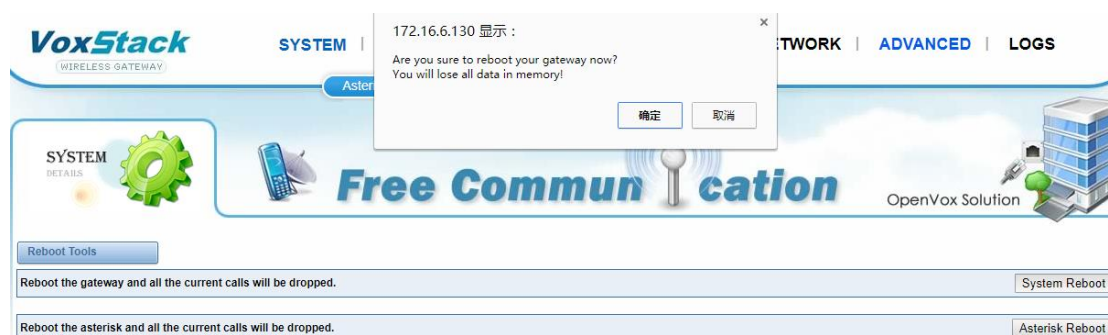 VoxStack
WIRELESS GATEWAY
SYSTEM
TWORK
ADVANCED
LOGS
Aster
172.16.6.130 显示：
×
Are you sure to reboot your gateway now?
You will lose all data in memory!
确定
取消
SYSTEM
DETAILS
Free Commun cation
OpenVox Solution
Reboot Tools
Reboot the gateway and all the current calls will be dropped.
System Reboot
Reboot the asterisk and all the current calls will be dropped.
Asterisk Reboot